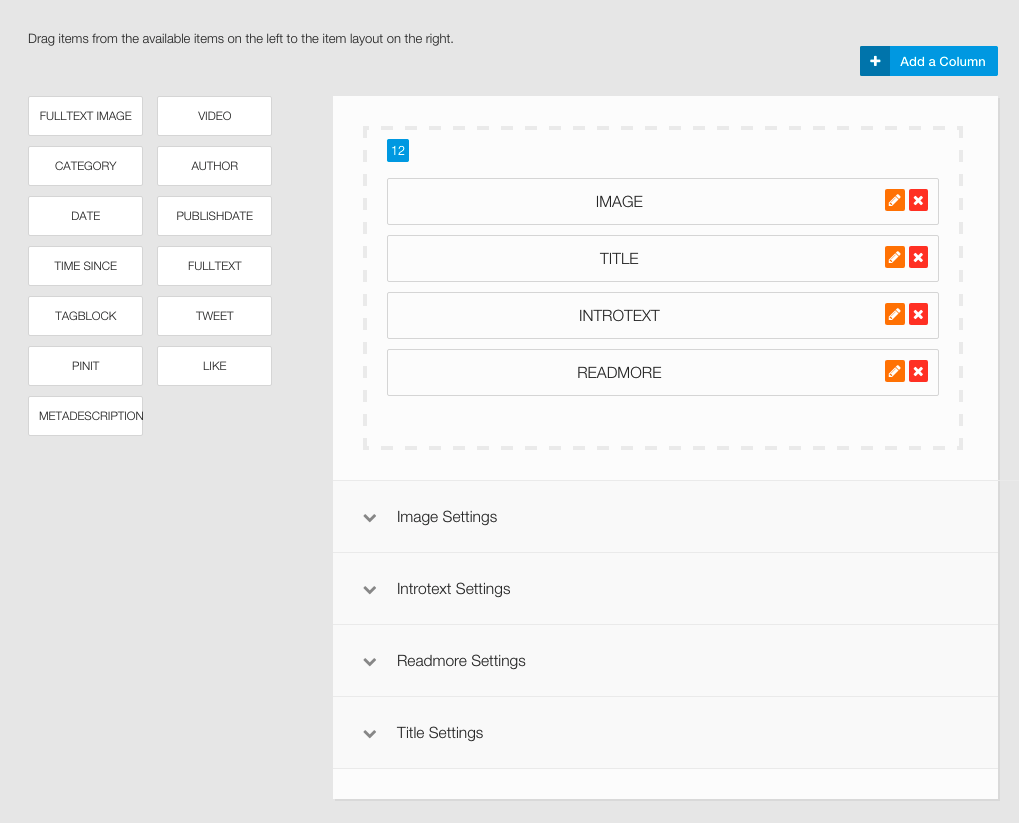 Drag items from the available items on the left to the item layout on the right.
Add a Column
FULLTEXT IMAGE
VIDEO
CATEGORY
AUTHOR
DATE
PUBLISHDATE
TIME SINCE
FULLTEXT
TAGBLOCK
TWEET
PINIT
LIKE
METADESCRIPTION
12
IMAGE
TITLE
INTROTEXT
READMORE
Image Settings
Introtext Settings
Readmore Settings
Title Settings